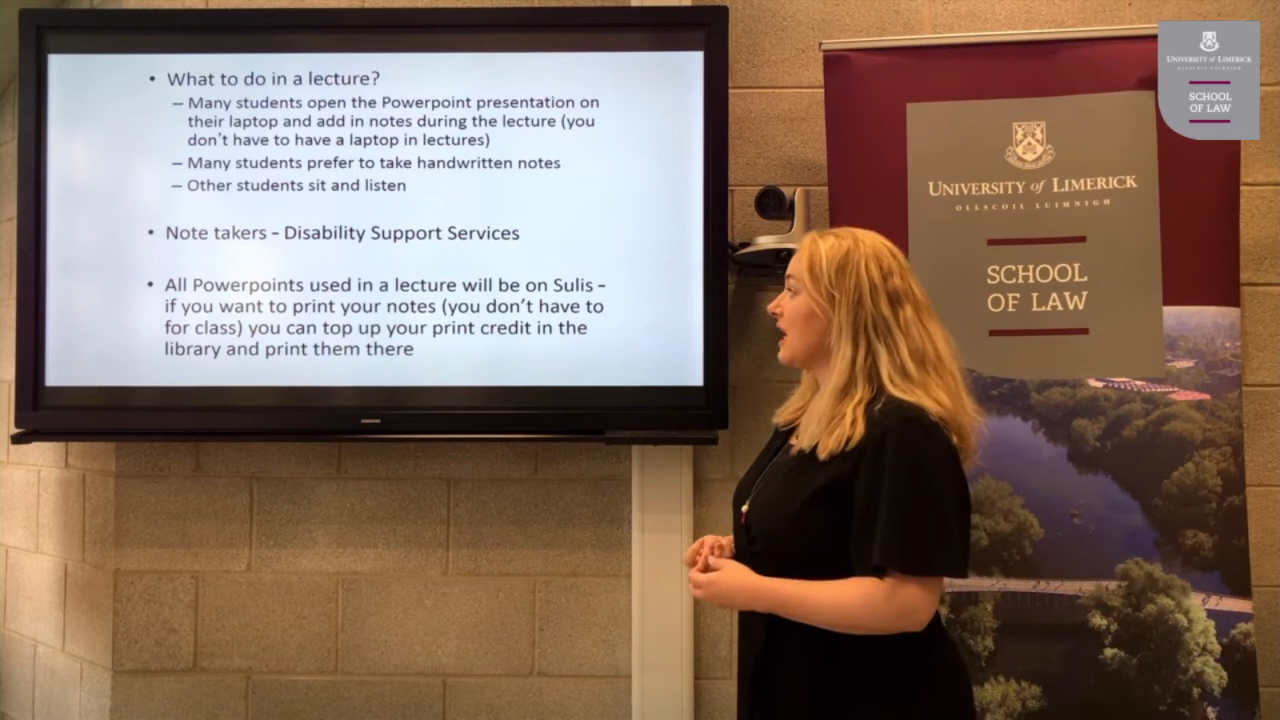 • What to do in a lecture?
– Many students open the Powerpoint presentation on
their laptop and add in notes during the lecture (you
don't have to have a laptop in lectures)
– Many students prefer to take handwritten notes
– Other students sit and listen
• Note takers – Disability Support Services
• All Powerpoints used in a lecture will be on Sulis –
if you want to print your notes (you don't have to
for class) you can top up your print credit in the
library and print them there
SAMSUNG
UNIVERSITY of LIMERICK
OLLSCOIL LUIMNIGH
SCHOOL
OF LAW
UNIVERSITY of LIMERICK
OLLSCOIL LUIMNIGH
SCHOOL
OF LAW